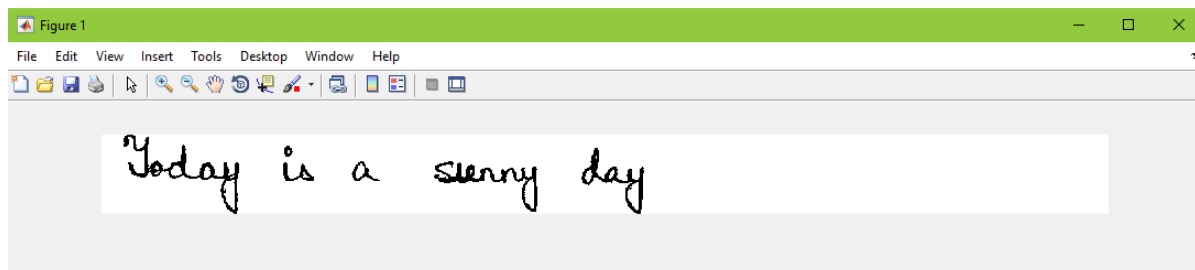 Figure 1
File Edit View Insert Tools Desktop Window Help
Today is a sunny day